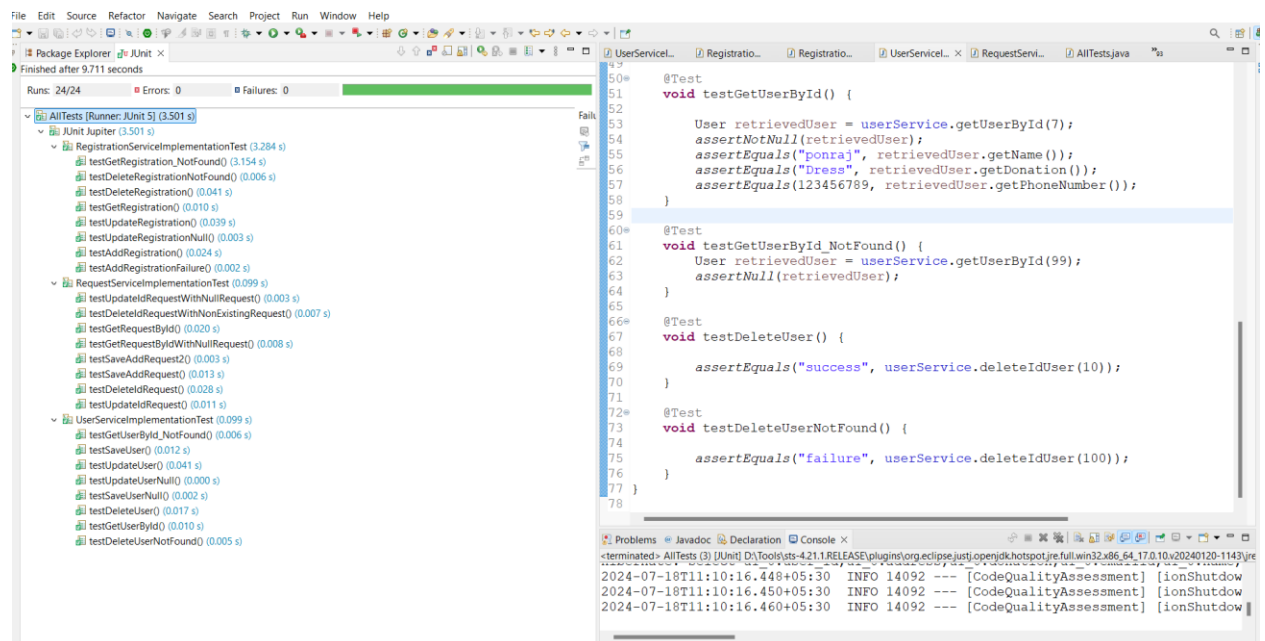 File Edit Source Refactor Navigate Search Project Run Window Help
Package Explorer JUnit ×
Finished after 9.711 seconds
Runs: 24/24 Errors: 0 Failures: 0
AllTests [Runner: JUnit 5] (3.501 s)
JUnit Jupiter (3.501 s)
RegistrationServiceImplementationTest (3.284 s)
testGetRegistration_NotFound() (3.154 s)
testDeleteRegistrationNotFound() (0.006 s)
testDeleteRegistration() (0.041 s)
testGetRegistration() (0.010 s)
testUpdateRegistration() (0.039 s)
testUpdateRegistrationNull() (0.003 s)
testAddRegistration() (0.024 s)
testAddRegistrationFailure() (0.002 s)
RequestServiceImplementationTest (0.099 s)
testUpdateIdRequestWithNullRequest() (0.003 s)
testDeleteIdRequestWithNonExistingRequest() (0.007 s)
testGetRequestById() (0.020 s)
testGetRequestByIdWithNullRequest() (0.008 s)
testSaveAddRequest2() (0.003 s)
testSaveAddRequest() (0.013 s)
testDeleteIdRequest() (0.028 s)
testUpdateIdRequest() (0.011 s)
UserServiceImplementationTest (0.099 s)
testGetUserById_NotFound() (0.006 s)
testSaveUser() (0.012 s)
testUpdateUser() (0.041 s)
testUpdateUserNull() (0.000 s)
testSaveUserNull() (0.002 s)
testDeleteUser() (0.017 s)
testGetUserById() (0.010 s)
testDeleteUserNotFound() (0.005 s)
Failu
UserServiceI... Registratio... Registratio... UserServiceI... × RequestServi... AllTests.java »93
49
50 @Test
51 void testGetUserById() {
52
53 User retrievedUser = userService.getUserById(7);
54 assertNotNull(retrievedUser);
55 assertEquals("ponraj", retrievedUser.getName());
56 assertEquals("Dress", retrievedUser.getDonation());
57 assertEquals(123456789, retrievedUser.getPhoneNumber());
58 }
59
60 @Test
61 void testGetUserById_NotFound() {
62 User retrievedUser = userService.getUserById(99);
63 assertNull(retrievedUser);
64 }
65
66 @Test
67 void testDeleteUser() {
68
69 assertEquals("success", userService.deleteIdUser(10));
70 }
71
72 @Test
73 void testDeleteUserNotFound() {
74
75 assertEquals("failure", userService.deleteIdUser(100));
76 }
77 }
78
Problems Javadoc Declaration Console ×
<terminated> AllTests (3) [JUnit] D:\Tools\sts-4.21.1.RELEASE\plugins\org.eclipse.justj.openjdk.hotspot.jre.full.win32.x86_64_17.0.10.v20240120-1143\jre
2024-07-18T11:10:16.448+05:30 INFO 14092 --- [CodeQualityAssessment] [ionShutdow
2024-07-18T11:10:16.450+05:30 INFO 14092 --- [CodeQualityAssessment] [ionShutdow
2024-07-18T11:10:16.460+05:30 INFO 14092 --- [CodeQualityAssessment] [ionShutdow